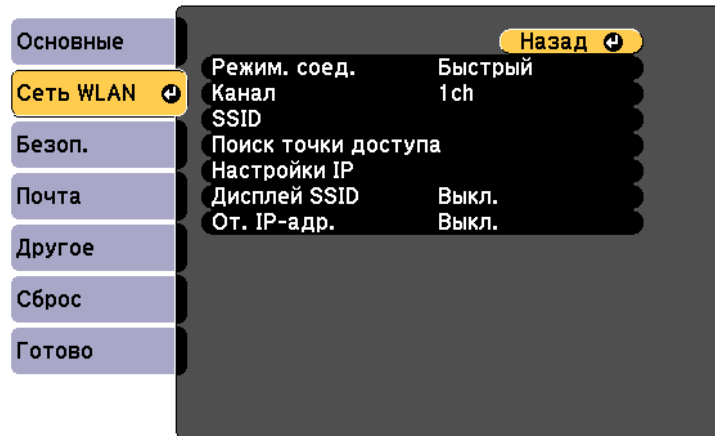 Основные
Сеть WLAN
Безоп.
Почта
Другое
Сброс
Готово
Назад
Режим. соед. Быстрый
Канал 1ch
SSID
Поиск точки доступа
Настройки IP
Дисплей SSID Выкл.
От. IP-адр. Выкл.